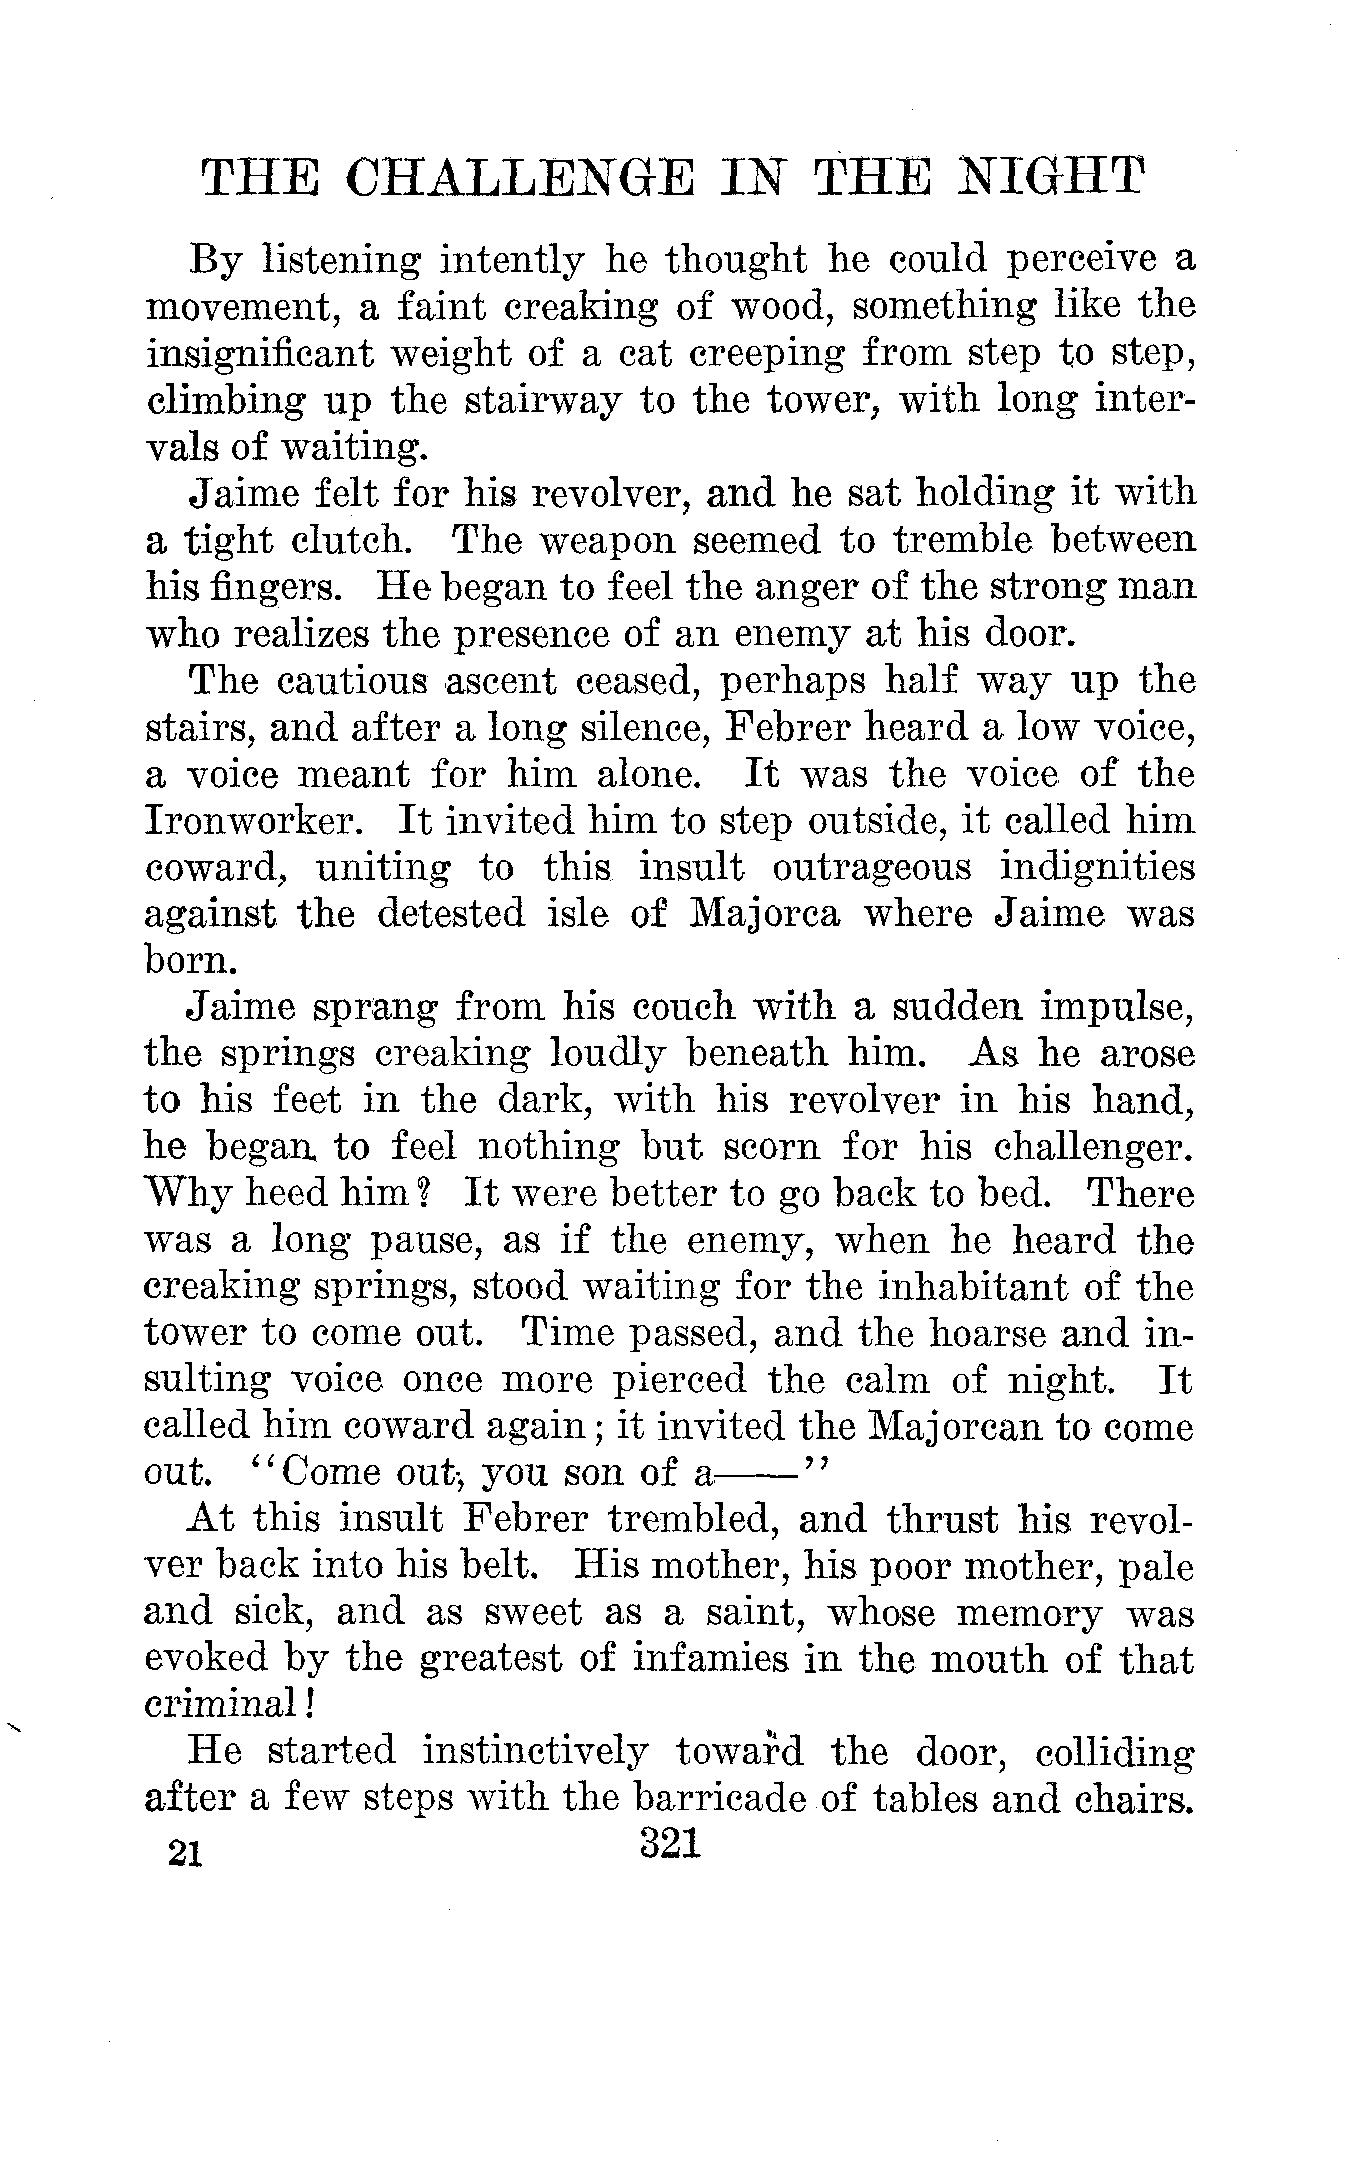 THE CHALLENGE IN THE NIGHT
By listening intently he thought he could perceive a
movement, a faint creaking of wood, something like the
insignificant weight of a cat creeping from step to step,
climbing up the stairway to the tower, with long inter-
vals of waiting.
Jaime felt for his revolver, and he sat holding it with
a tight clutch. The weapon seemed to tremble between
his fingers. He began to feel the anger of the strong man
who realizes the presence of an enemy at his door.
The cautious ascent ceased, perhaps half way up the
stairs, and after a long silence, Febrer heard a low voice,
a voice meant for him alone. It was the voice of the
Ironworker. It invited him to step outside, it called him
coward, uniting to this insult outrageous indignities
against the detested isle of Majorca where Jaime was
born.
Jaime sprang from his couch with a sudden impulse,
the springs creaking loudly beneath him. As he arose
to his feet in the dark, with his revolver in his hand,
he began to feel nothing but scorn for his challenger.
Why heed him? It were better to go back to bed. There
was a long pause, as if the enemy, when he heard the
creaking springs, stood waiting for the inhabitant of the
tower to come out. Time passed, and the hoarse and in-
sulting voice once more pierced the calm of night. It
called him coward again; it invited the Majorcan to come
out. "Come out, you son of a——"
At this insult Febrer trembled, and thrust his revol-
ver back into his belt. His mother, his poor mother, pale
and sick, and as sweet as a saint, whose memory was
evoked by the greatest of infamies in the mouth of that
criminal!
He started instinctively toward the door, colliding
after a few steps with the barricade of tables and chairs.
21 321